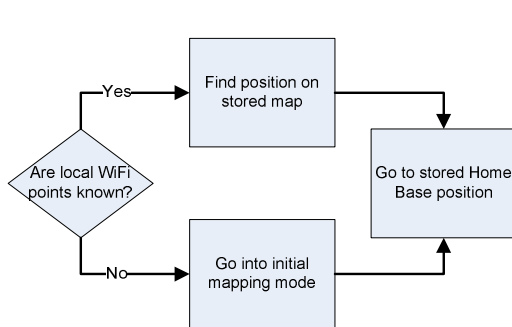 Yes
Find position on
stored map
Are local WiFi
points known?
Go to stored Home
Base position
No
Go into initial
mapping mode